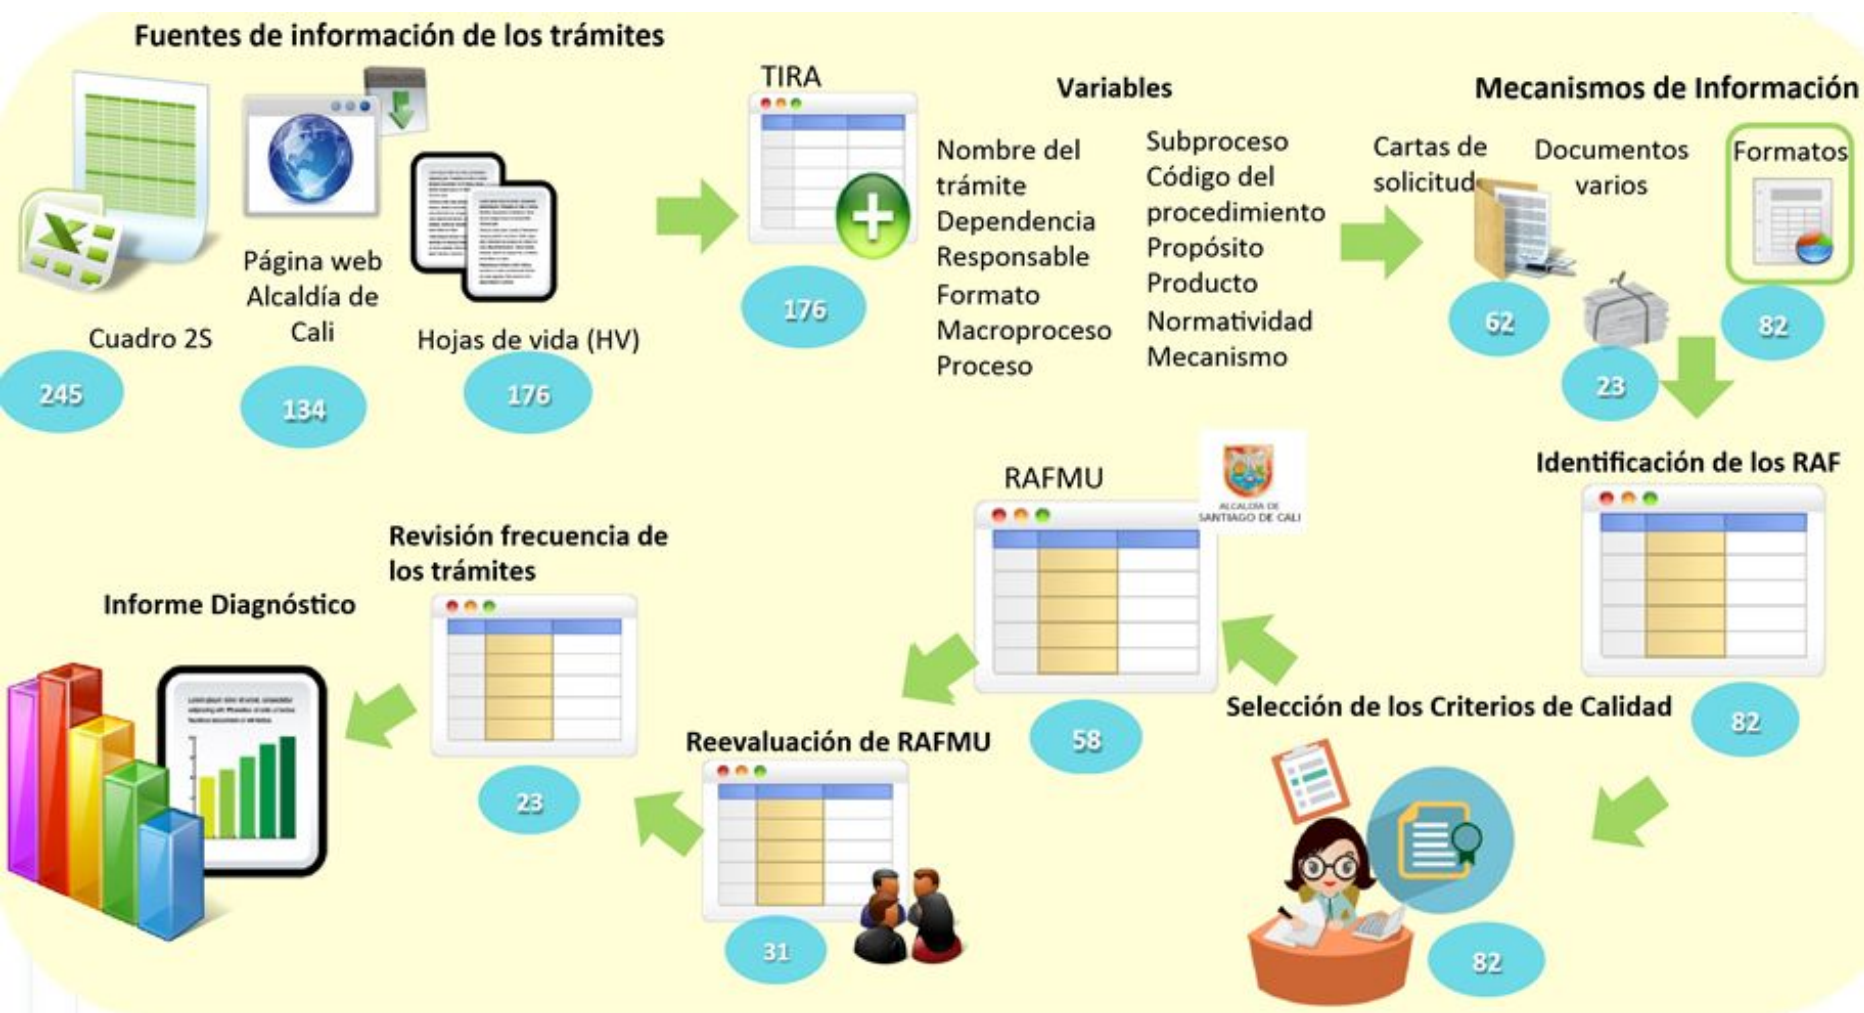 Fuentes de información de los trámites
Cuadro 2S
245
Página web
Alcaldía de
Cali
134
Hojas de vida (HV)
176
TIRA
176
Variables
Nombre del
trámite
Dependencia
Responsable
Formato
Macroproceso
Proceso
Subproceso
Código del
procedimiento
Propósito
Producto
Normatividad
Mecanismo
Mecanismos de Información
Cartas de
solicitud
62
Documentos
varios
23
Formatos
82
Identificación de los RAF
82
Selección de los Criterios de Calidad
82
RAFMU
ALCALDÍA DE
SANTIAGO DE CALI
58
Reevaluación de RAFMU
31
Revisión frecuencia de
los trámites
23
Informe Diagnóstico